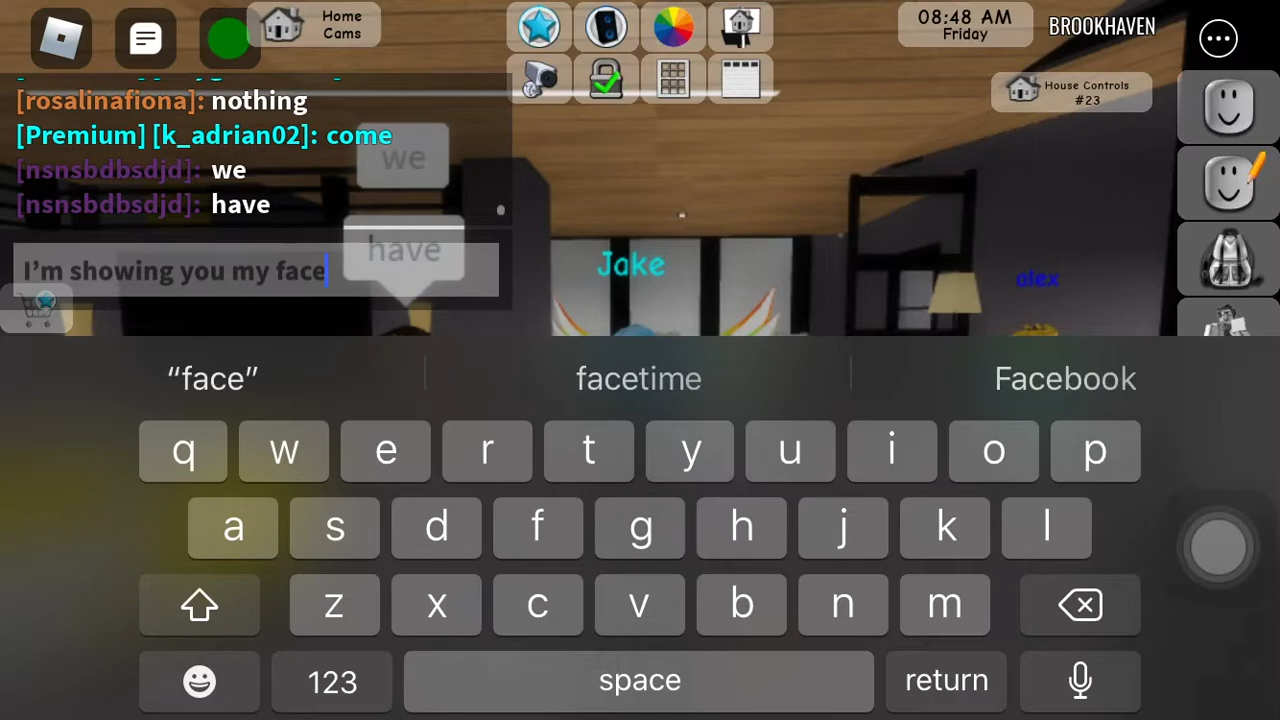 Home
Cams
08:48 AM
Friday
BROOKHAVEN
House Controls
#23
[rosalinafiona]: nothing
[Premium] [k_adrian02]: come
[nsnsbdbsdjd]: we
[nsnsbdbsdjd]: have
we
have
I’m showing you my face
Jake
alex
“face”
facetime
Facebook
q w e r t y u i o p
a s d f g h j k l
z x c v b n m
123
space
return